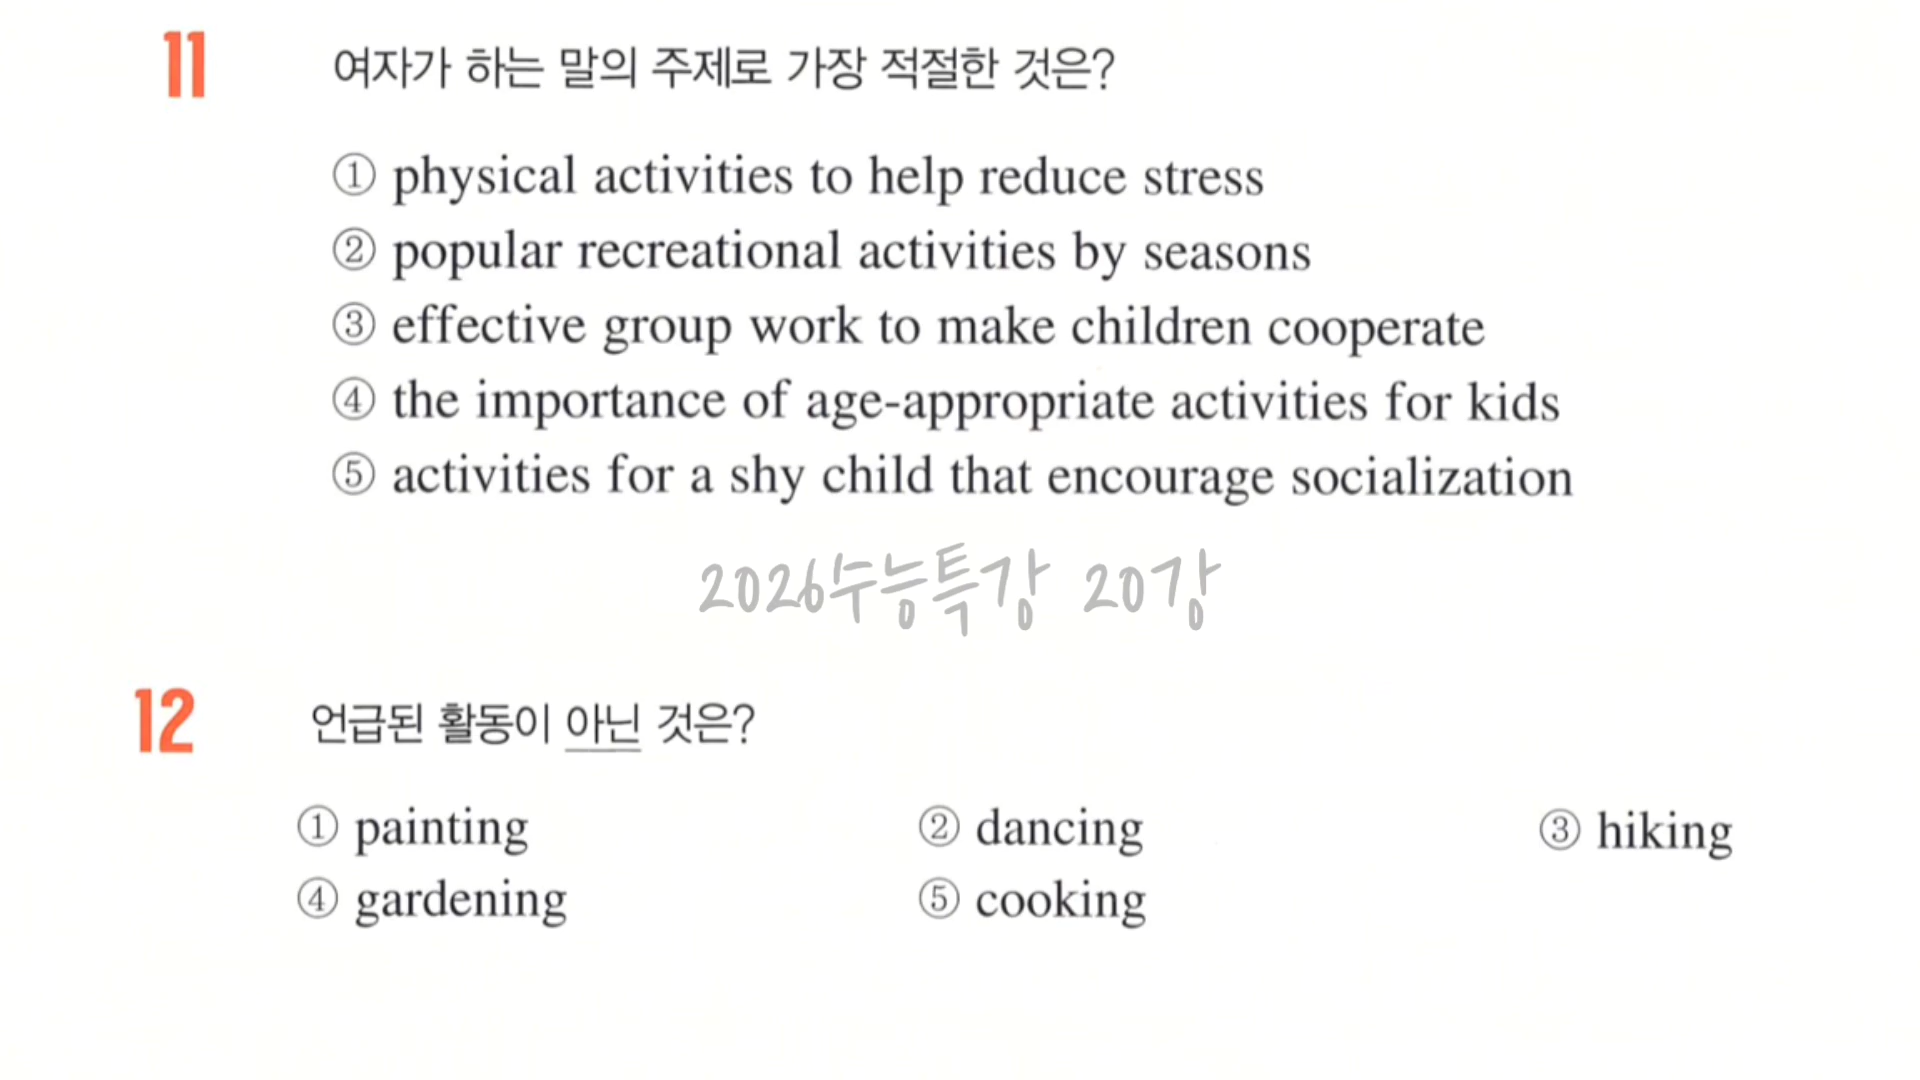 11 여자가 하는 말의 주제로 가장 적절한 것은?
① physical activities to help reduce stress
② popular recreational activities by seasons
③ effective group work to make children cooperate
④ the importance of age-appropriate activities for kids
⑤ activities for a shy child that encourage socialization
2026수능특강 20강
12 언급된 활동이 아닌 것은?
① painting ② dancing ③ hiking
④ gardening ⑤ cooking